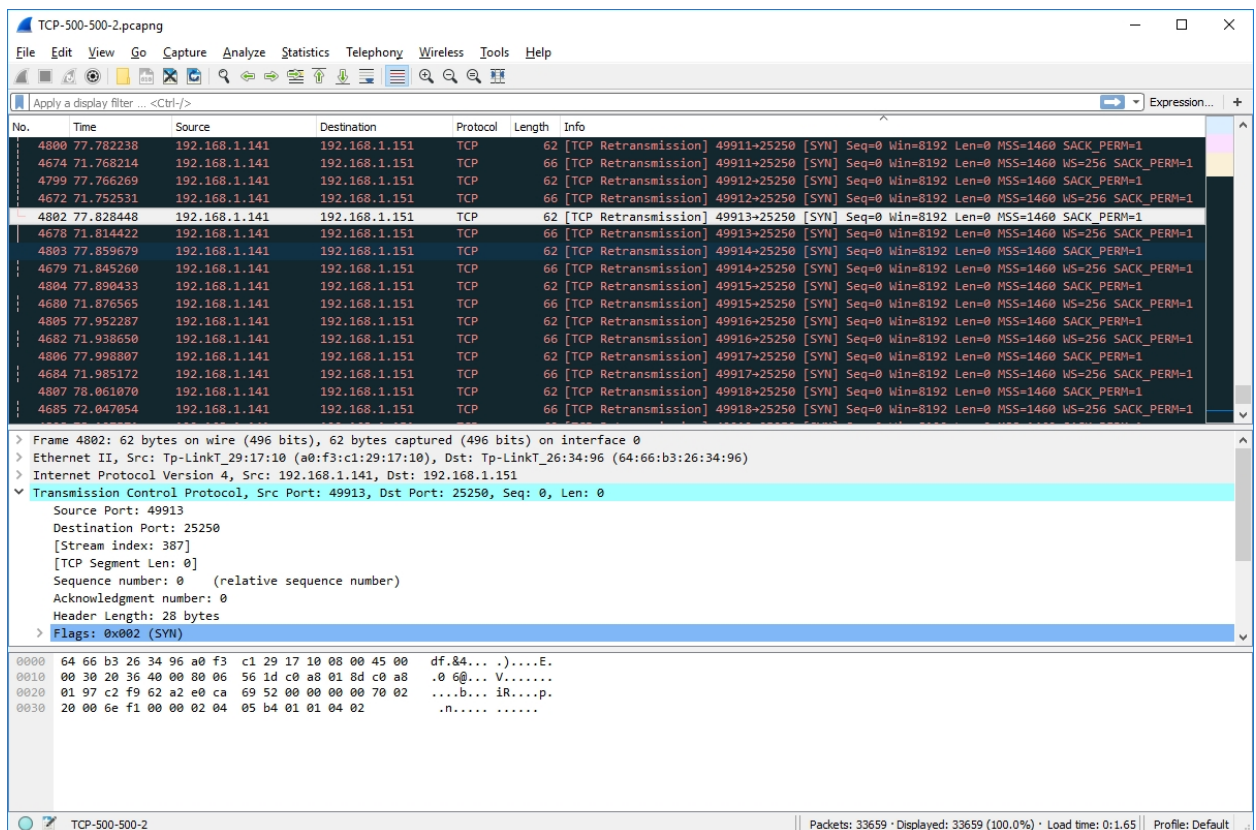 TCP-500-500-2.pcapng
File Edit View Go Capture Analyze Statistics Telephony Wireless Tools Help
Apply a display filter ... <Ctrl-/> Expression... +
No. Time Source Destination Protocol Length Info
4800 77.782238 192.168.1.141 192.168.1.151 TCP 62 [TCP Retransmission] 49911→25250 [SYN] Seq=0 Win=8192 Len=0 MSS=1460 SACK_PERM=1
4674 71.768214 192.168.1.141 192.168.1.151 TCP 66 [TCP Retransmission] 49911→25250 [SYN] Seq=0 Win=8192 Len=0 MSS=1460 WS=256 SACK_PERM=1
4799 77.766269 192.168.1.141 192.168.1.151 TCP 62 [TCP Retransmission] 49912→25250 [SYN] Seq=0 Win=8192 Len=0 MSS=1460 SACK_PERM=1
4672 71.752531 192.168.1.141 192.168.1.151 TCP 66 [TCP Retransmission] 49912→25250 [SYN] Seq=0 Win=8192 Len=0 MSS=1460 WS=256 SACK_PERM=1
4802 77.828448 192.168.1.141 192.168.1.151 TCP 62 [TCP Retransmission] 49913→25250 [SYN] Seq=0 Win=8192 Len=0 MSS=1460 SACK_PERM=1
4678 71.814422 192.168.1.141 192.168.1.151 TCP 66 [TCP Retransmission] 49913→25250 [SYN] Seq=0 Win=8192 Len=0 MSS=1460 WS=256 SACK_PERM=1
4803 77.859679 192.168.1.141 192.168.1.151 TCP 62 [TCP Retransmission] 49914→25250 [SYN] Seq=0 Win=8192 Len=0 MSS=1460 SACK_PERM=1
4679 71.845260 192.168.1.141 192.168.1.151 TCP 66 [TCP Retransmission] 49914→25250 [SYN] Seq=0 Win=8192 Len=0 MSS=1460 WS=256 SACK_PERM=1
4804 77.890433 192.168.1.141 192.168.1.151 TCP 62 [TCP Retransmission] 49915→25250 [SYN] Seq=0 Win=8192 Len=0 MSS=1460 SACK_PERM=1
4680 71.876565 192.168.1.141 192.168.1.151 TCP 66 [TCP Retransmission] 49915→25250 [SYN] Seq=0 Win=8192 Len=0 MSS=1460 WS=256 SACK_PERM=1
4805 77.952287 192.168.1.141 192.168.1.151 TCP 62 [TCP Retransmission] 49916→25250 [SYN] Seq=0 Win=8192 Len=0 MSS=1460 SACK_PERM=1
4682 71.938650 192.168.1.141 192.168.1.151 TCP 66 [TCP Retransmission] 49916→25250 [SYN] Seq=0 Win=8192 Len=0 MSS=1460 WS=256 SACK_PERM=1
4806 77.998807 192.168.1.141 192.168.1.151 TCP 62 [TCP Retransmission] 49917→25250 [SYN] Seq=0 Win=8192 Len=0 MSS=1460 SACK_PERM=1
4684 71.985172 192.168.1.141 192.168.1.151 TCP 66 [TCP Retransmission] 49917→25250 [SYN] Seq=0 Win=8192 Len=0 MSS=1460 WS=256 SACK_PERM=1
4807 78.061070 192.168.1.141 192.168.1.151 TCP 62 [TCP Retransmission] 49918→25250 [SYN] Seq=0 Win=8192 Len=0 MSS=1460 SACK_PERM=1
4685 72.047054 192.168.1.141 192.168.1.151 TCP 66 [TCP Retransmission] 49918→25250 [SYN] Seq=0 Win=8192 Len=0 MSS=1460 WS=256 SACK_PERM=1
Frame 4802: 62 bytes on wire (496 bits), 62 bytes captured (496 bits) on interface 0
Ethernet II, Src: Tp-LinkT_29:17:10 (a0:f3:c1:29:17:10), Dst: Tp-LinkT_26:34:96 (64:66:b3:26:34:96)
Internet Protocol Version 4, Src: 192.168.1.141, Dst: 192.168.1.151
Transmission Control Protocol, Src Port: 49913, Dst Port: 25250, Seq: 0, Len: 0
Source Port: 49913
Destination Port: 25250
[Stream index: 387]
[TCP Segment Len: 0]
Sequence number: 0 (relative sequence number)
Acknowledgment number: 0
Header Length: 28 bytes
Flags: 0x002 (SYN)
0000 64 66 b3 26 34 96 a0 f3 c1 29 17 10 08 00 45 00 df.&4... .)....E.
0010 00 30 20 36 40 00 80 06 56 1d c0 a8 01 8d c0 a8 .0 6@... V.......
0020 01 97 c2 f9 62 a2 e0 ca 69 52 00 00 00 00 70 02 ....b... iR....p.
0030 20 00 6e f1 00 00 02 04 05 b4 01 01 04 02 .n..... ......
TCP-500-500-2 Packets: 33659 · Displayed: 33659 (100.0%) · Load time: 0:1.65 Profile: Default